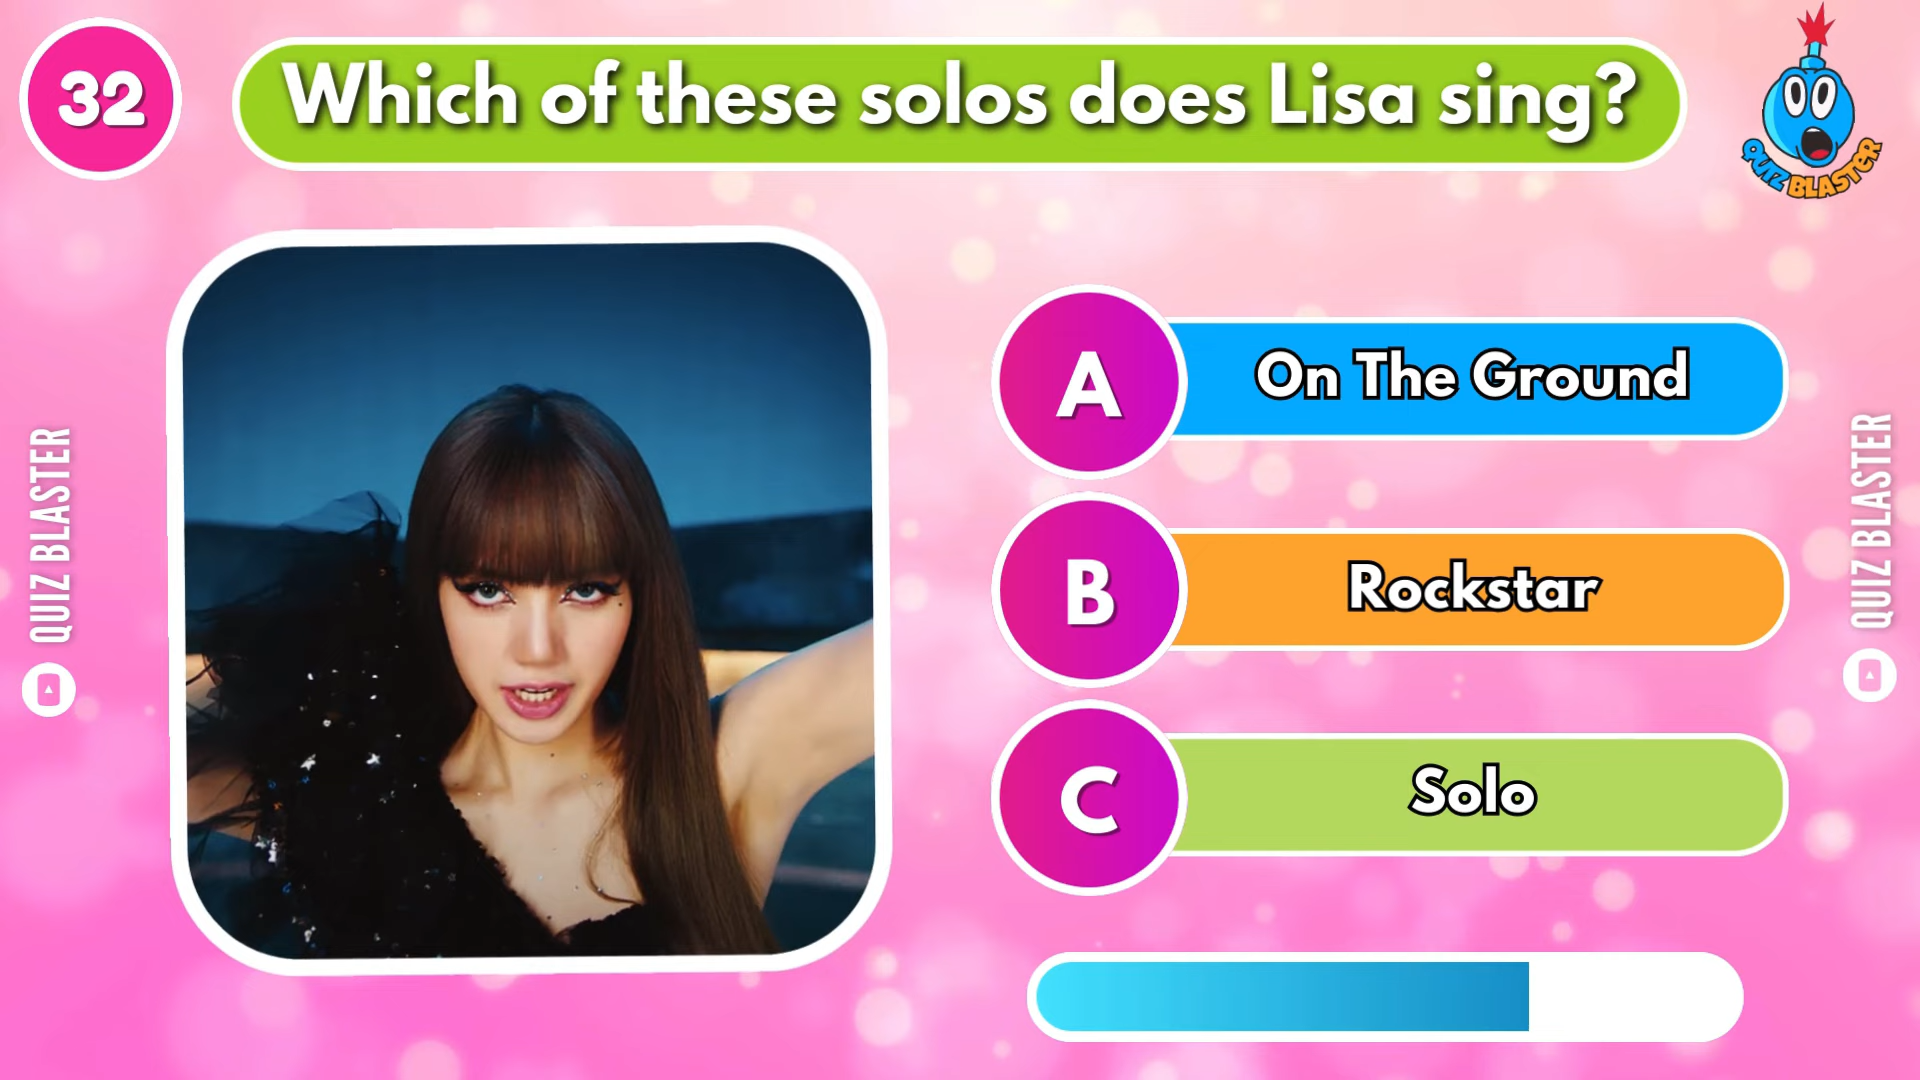 32
Which of these solos does Lisa sing?
QUIZ BLASTER
QUIZ BLASTER
A
On The Ground
B
Rockstar
C
Solo
QUIZ BLASTER